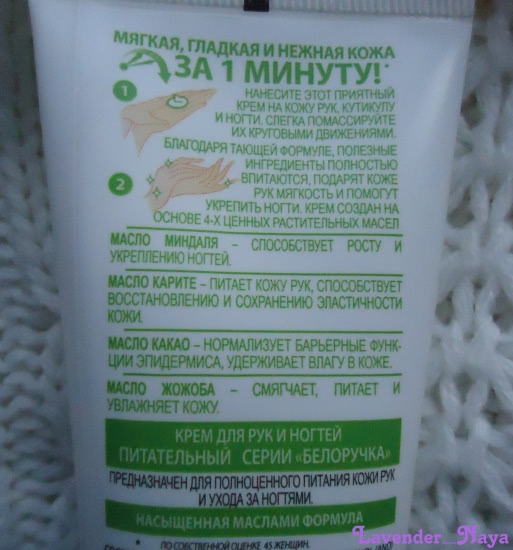 МЯГКАЯ, ГЛАДКАЯ И НЕЖНАЯ КОЖА
ЗА 1 МИНУТУ!*
1
НАНЕСИТЕ ЭТОТ ПРИЯТНЫЙ
КРЕМ НА КОЖУ РУК, КУТИКУЛУ
И НОГТИ. СЛЕГКА ПОМАССИРУЙТЕ
ИХ КРУГОВЫМИ ДВИЖЕНИЯМИ.
2
БЛАГОДАРЯ ТАЮЩЕЙ ФОРМУЛЕ, ПОЛЕЗНЫЕ
ИНГРЕДИЕНТЫ ПОЛНОСТЬЮ
ВПИТАЮТСЯ, ПОДАРЯТ КОЖЕ
РУК МЯГКОСТЬ И ПОМОГУТ
УКРЕПИТЬ НОГТИ. КРЕМ СОЗДАН НА
ОСНОВЕ 4-Х ЦЕННЫХ РАСТИТЕЛЬНЫХ МАСЕЛ
МАСЛО МИНДАЛЯ – СПОСОБСТВУЕТ РОСТУ И
УКРЕПЛЕНИЮ НОГТЕЙ.
МАСЛО КАРИТЕ – ПИТАЕТ КОЖУ РУК, СПОСОБСТВУЕТ
ВОССТАНОВЛЕНИЮ И СОХРАНЕНИЮ ЭЛАСТИЧНОСТИ
КОЖИ.
МАСЛО КАКАО – НОРМАЛИЗУЕТ БАРЬЕРНЫЕ ФУНК-
ЦИИ ЭПИДЕРМИСА, УДЕРЖИВАЕТ ВЛАГУ В КОЖЕ.
МАСЛО ЖОЖОБА – СМЯГЧАЕТ, ПИТАЕТ И
УВЛАЖНЯЕТ КОЖУ.
КРЕМ ДЛЯ РУК И НОГТЕЙ
ПИТАТЕЛЬНЫЙ СЕРИИ «БЕЛОРУЧКА»
ПРЕДНАЗНАЧЕН ДЛЯ ПОЛНОЦЕННОГО ПИТАНИЯ КОЖИ РУК
И УХОДА ЗА НОГТЯМИ.
НАСЫЩЕННАЯ МАСЛАМИ ФОРМУЛА
* ПО СОБСТВЕННОЙ ОЦЕНКЕ 45 ЖЕНЩИН.
Lavender_Naya